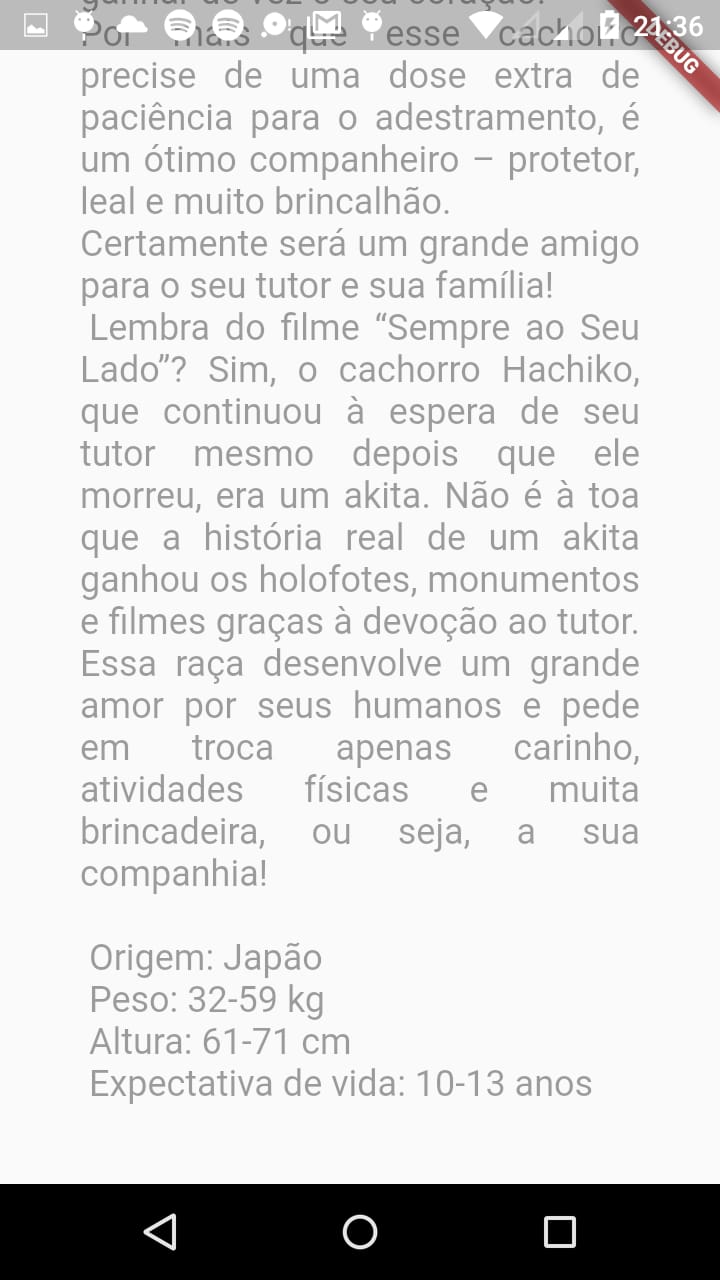 ganhar de vez o seu coração!
21:36
DEBUG
Por mais que esse cachorro
precise de uma dose extra de
paciência para o adestramento, é
um ótimo companheiro – protetor,
leal e muito brincalhão.
Certamente será um grande amigo
para o seu tutor e sua família!
Lembra do filme “Sempre ao Seu
Lado”? Sim, o cachorro Hachiko,
que continuou à espera de seu
tutor mesmo depois que ele
morreu, era um akita. Não é à toa
que a história real de um akita
ganhou os holofotes, monumentos
e filmes graças à devoção ao tutor.
Essa raça desenvolve um grande
amor por seus humanos e pede
em troca apenas carinho,
atividades físicas e muita
brincadeira, ou seja, a sua
companhia!
Origem: Japão
Peso: 32-59 kg
Altura: 61-71 cm
Expectativa de vida: 10-13 anos